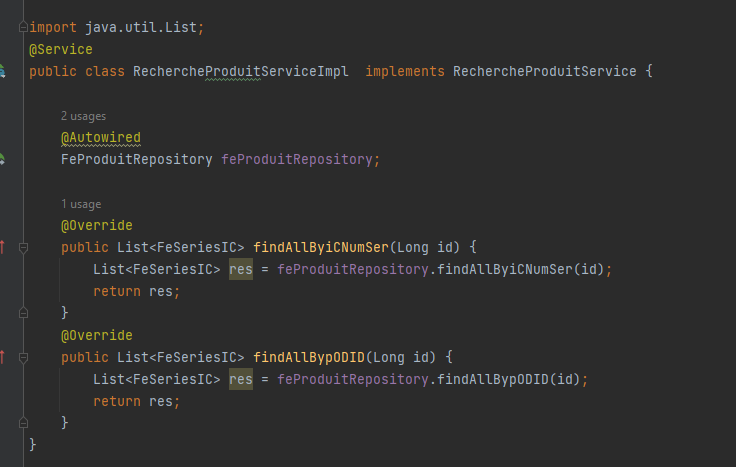 import java.util.List;
@Service
public class RechercheProduitServiceImpl  implements RechercheProduitService {
2 usages
@Autowired
FeProduitRepository feProduitRepository;
1 usage
@Override
public List<FeSeriesIC> findAllByiCNumSer(Long id) {
List<FeSeriesIC> res = feProduitRepository.findAllByiCNumSer(id);
return res;
}
@Override
public List<FeSeriesIC> findAllBypODID(Long id) {
List<FeSeriesIC> res = feProduitRepository.findAllBypODID(id);
return res;
}
}